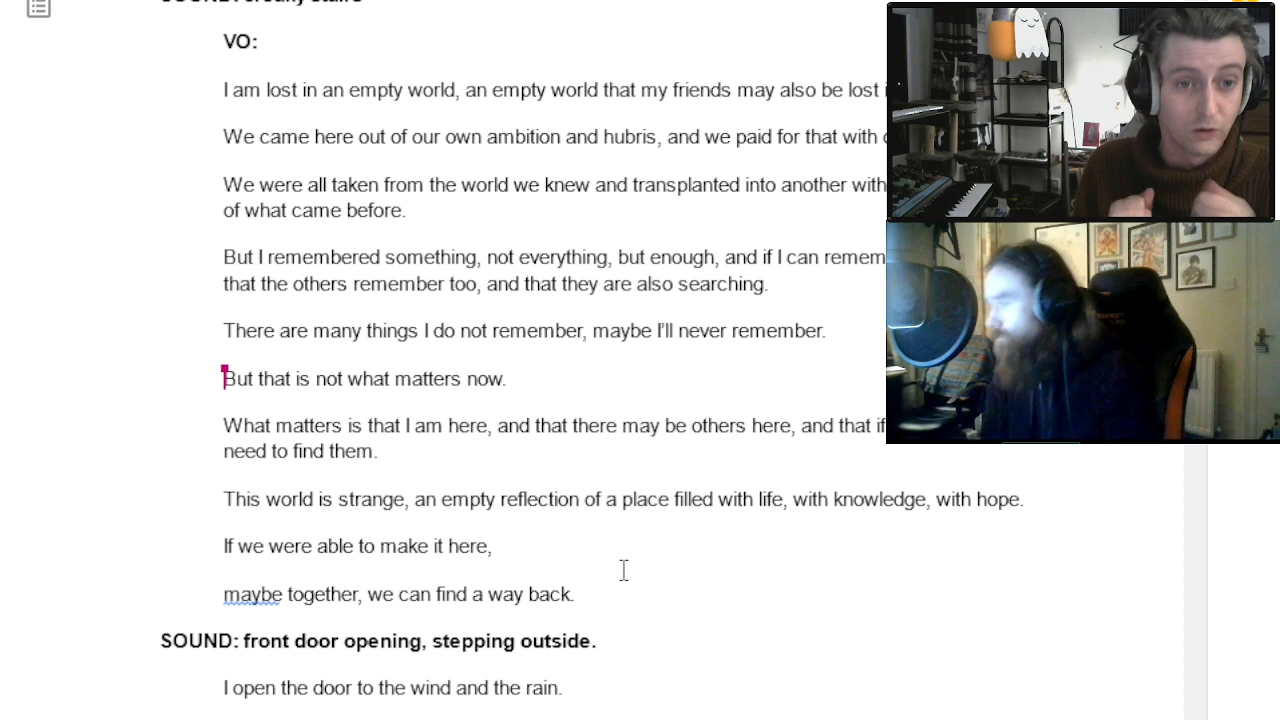 VO:
I am lost in an empty world, an empty world that my friends may also be lost
We came here out of our own ambition and hubris, and we paid for that with
We were all taken from the world we knew and transplanted into another with
of what came before.
But I remembered something, not everything, but enough, and if I can remem
that the others remember too, and that they are also searching.
There are many things I do not remember, maybe I'll never remember.
But that is not what matters now.
What matters is that I am here, and that there may be others here, and that if
need to find them.
This world is strange, an empty reflection of a place filled with life, with knowledge, with hope.
If we were able to make it here,
maybe together, we can find a way back.
SOUND: front door opening, stepping outside.
I open the door to the wind and the rain.